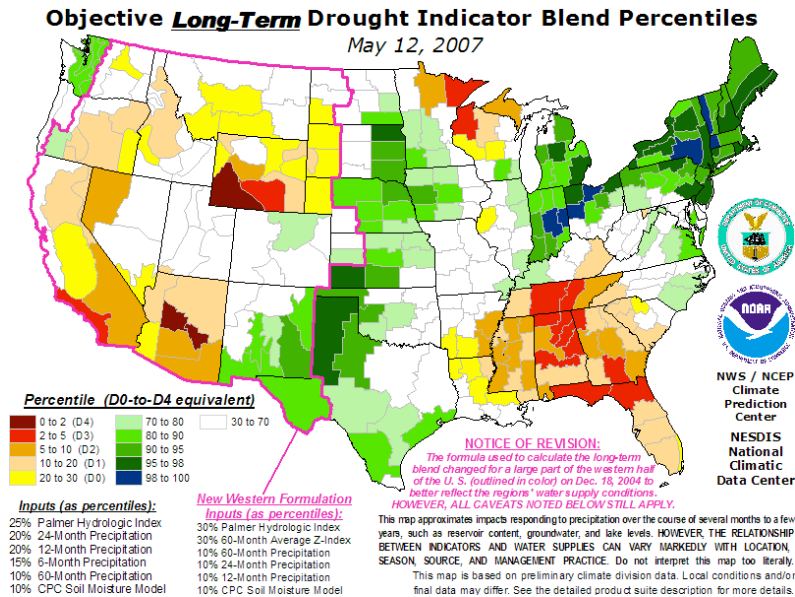 Objective Long-Term Drought Indicator Blend Percentiles
May 12, 2007
DEPARTMENT OF COMMERCE
UNITED STATES OF AMERICA
NOAA
NWS / NCEP
Climate
Prediction
Center
NESDIS
National
Climatic
Data Center
Percentile (D0-to-D4 equivalent)
0 to 2 (D4) 70 to 80 30 to 70
2 to 5 (D3) 80 to 90
5 to 10 (D2) 90 to 95
10 to 20 (D1) 95 to 98
20 to 30 (D0) 98 to 100
Inputs (as percentiles):
25% Palmer Hydrologic Index
20% 24-Month Precipitation
20% 12-Month Precipitation
15% 6-Month Precipitation
10% 60-Month Precipitation
10% CPC Soil Moisture Model
New Western Formulation
Inputs (as percentiles):
30% Palmer Hydrologic Index
30% 60-Month Average Z-Index
10% 60-Month Precipitation
10% 24-Month Precipitation
10% 12-Month Precipitation
10% CPC Soil Moisture Model
NOTICE OF REVISION:
The formula used to calculate the long-term
blend changed for a large part of the western half
of the U.S. (outlined in color) on Dec. 18, 2004 to
better reflect the regions' water supply conditions.
HOWEVER, ALL CAVEATS NOTED BELOW STILL APPLY.
This map approximates impacts responding to precipitation over the course of several months to a few
years, such as reservoir content, groundwater, and lake levels. HOWEVER, THE RELATIONSHIP
BETWEEN INDICATORS AND WATER SUPPLIES CAN VARY MARKEDLY WITH LOCATION,
SEASON, SOURCE, AND MANAGEMENT PRACTICE. Do not interpret this map too literally.
This map is based on preliminary climate division data. Local conditions and/or
final data may differ. See the detailed product suite description for more details.